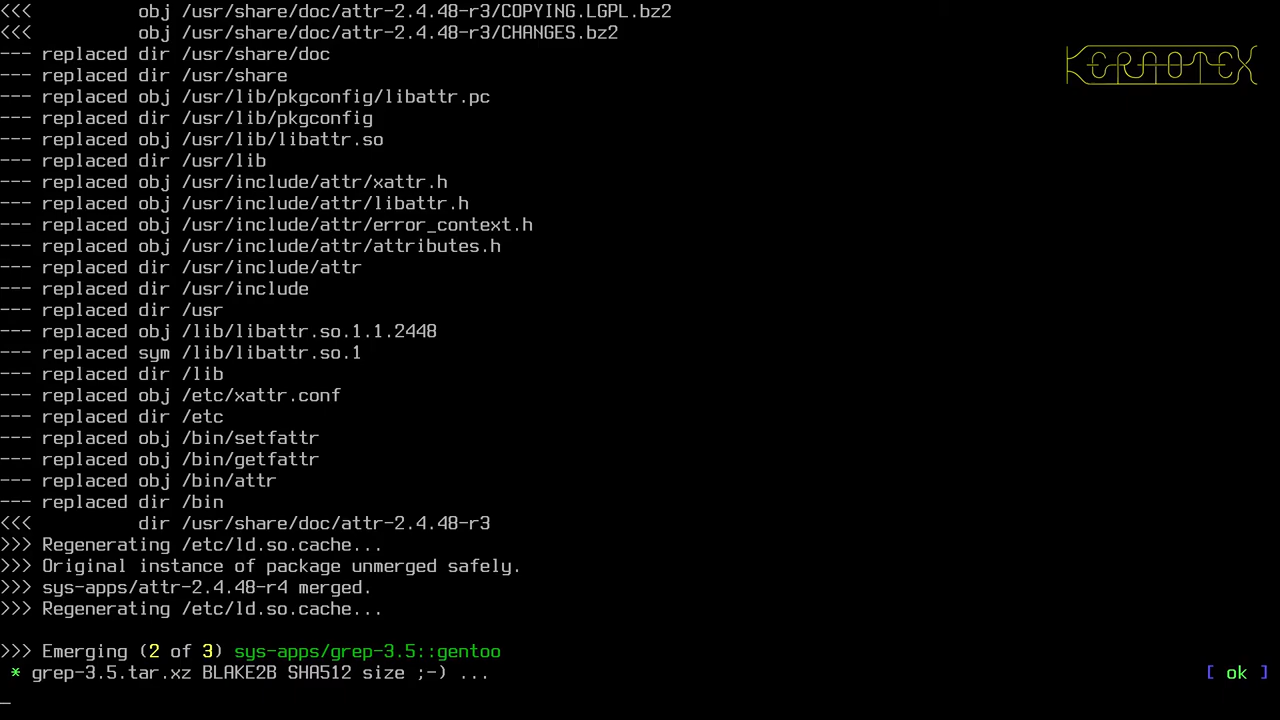 <<<          obj /usr/share/doc/attr-2.4.48-r3/COPYING.LGPL.bz2
<<<          obj /usr/share/doc/attr-2.4.48-r3/CHANGES.bz2
--- replaced dir /usr/share/doc
--- replaced dir /usr/share
--- replaced obj /usr/lib/pkgconfig/libattr.pc
--- replaced dir /usr/lib/pkgconfig
--- replaced obj /usr/lib/libattr.so
--- replaced dir /usr/lib
--- replaced obj /usr/include/attr/xattr.h
--- replaced obj /usr/include/attr/libattr.h
--- replaced obj /usr/include/attr/error_context.h
--- replaced obj /usr/include/attr/attributes.h
--- replaced dir /usr/include/attr
--- replaced dir /usr/include
--- replaced dir /usr
--- replaced obj /lib/libattr.so.1.1.2448
--- replaced sym /lib/libattr.so.1
--- replaced dir /lib
--- replaced obj /etc/xattr.conf
--- replaced dir /etc
--- replaced obj /bin/setfattr
--- replaced obj /bin/getfattr
--- replaced obj /bin/attr
--- replaced dir /bin
<<<          dir /usr/share/doc/attr-2.4.48-r3
>>> Regenerating /etc/ld.so.cache...
>>> Original instance of package unmerged safely.
>>> sys-apps/attr-2.4.48-r4 merged.
>>> Regenerating /etc/ld.so.cache...
>>> Emerging (2 of 3) sys-apps/grep-3.5::gentoo
 * grep-3.5.tar.xz BLAKE2B SHA512 size ;-) ... [ ok ]